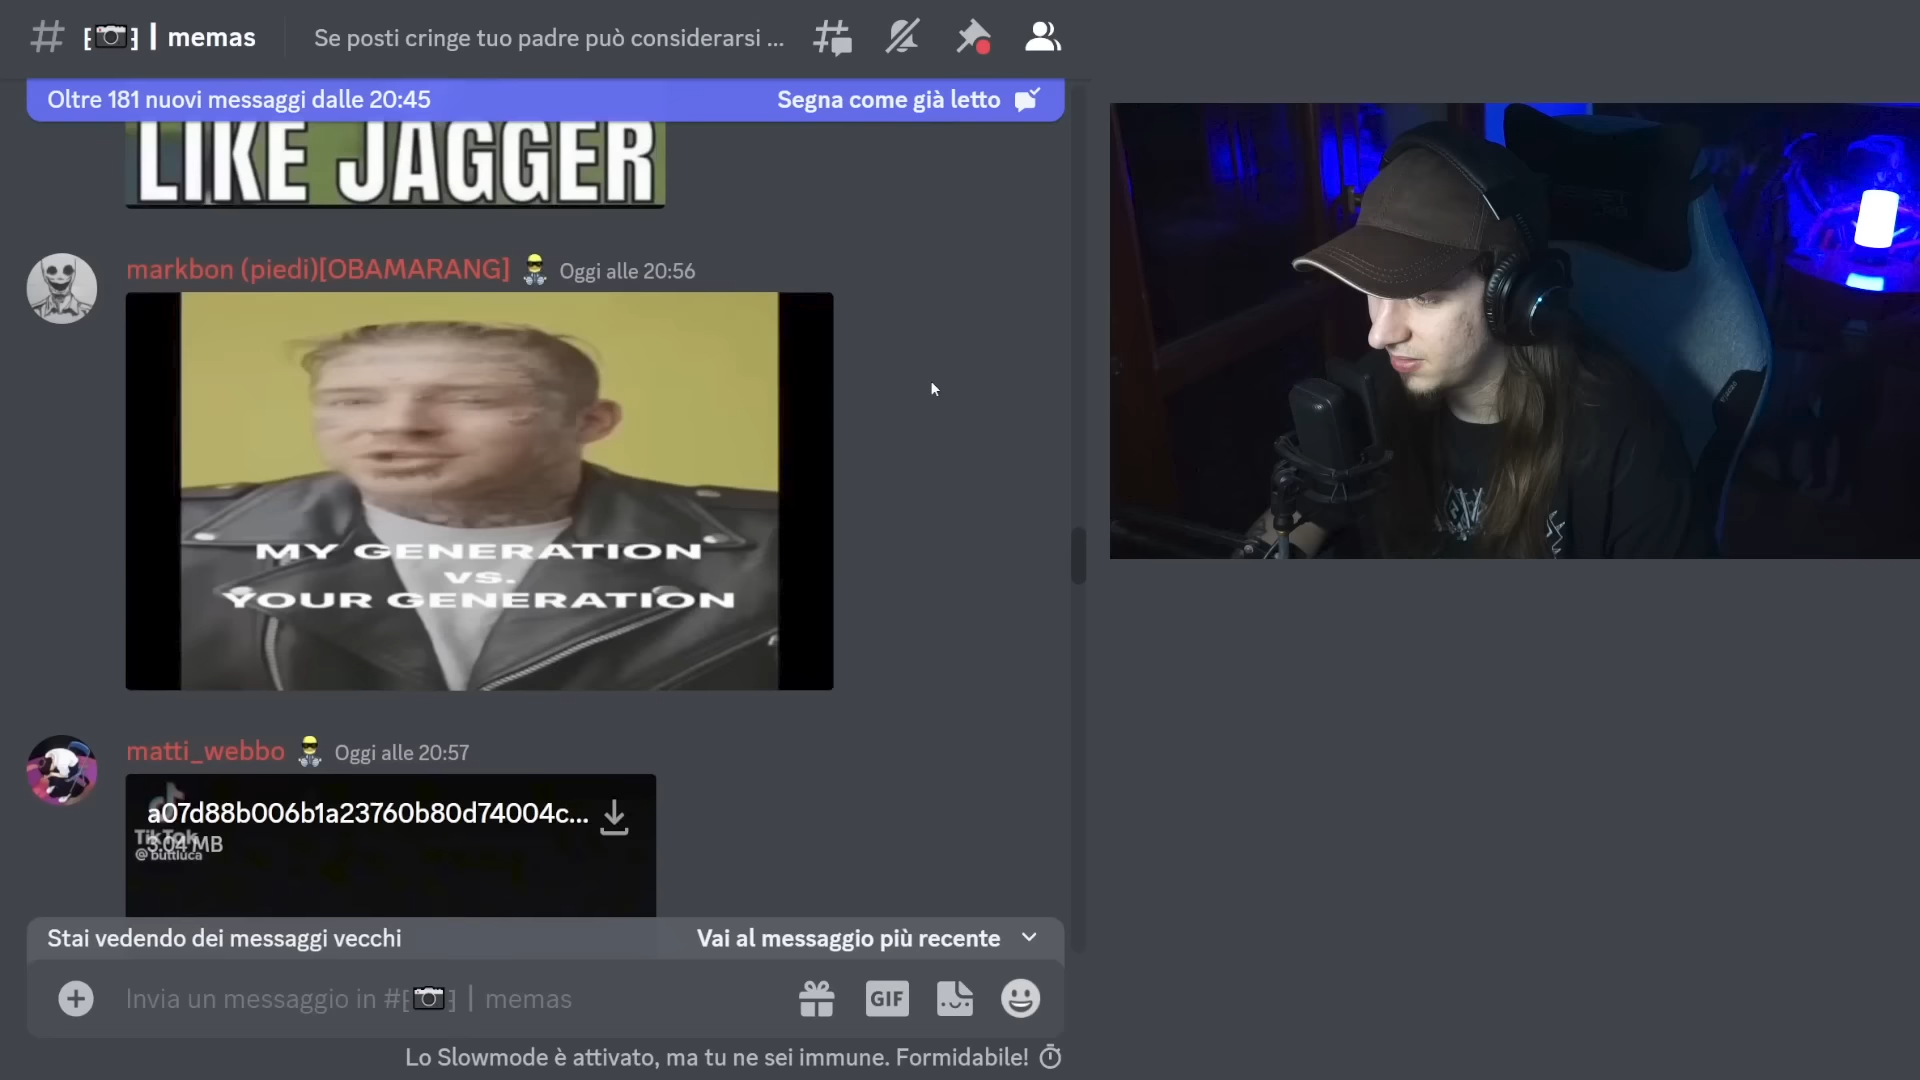 [📷] | memas
Se posti cringe tuo padre può considerarsi ...
Oltre 181 nuovi messaggi dalle 20:45
Segna come già letto
LIKE JAGGER
markbon (piedi)[OBAMARANG]
Oggi alle 20:56
MY GENERATION
vs.
YOUR GENERATION
matti_webbo
Oggi alle 20:57
a07d88b006b1a23760b80d74004c...
TikTok
3.04 MB
@buttiuca
Stai vedendo dei messaggi vecchi
Vai al messaggio più recente
Invia un messaggio in #[📷] | memas
GIF
Lo Slowmode è attivato, ma tu ne sei immune. Formidabile!